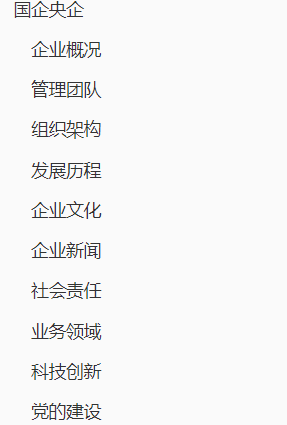 国企央企
企业概况
管理团队
组织架构
发展历程
企业文化
企业新闻
社会责任
业务领域
科技创新
党的建设